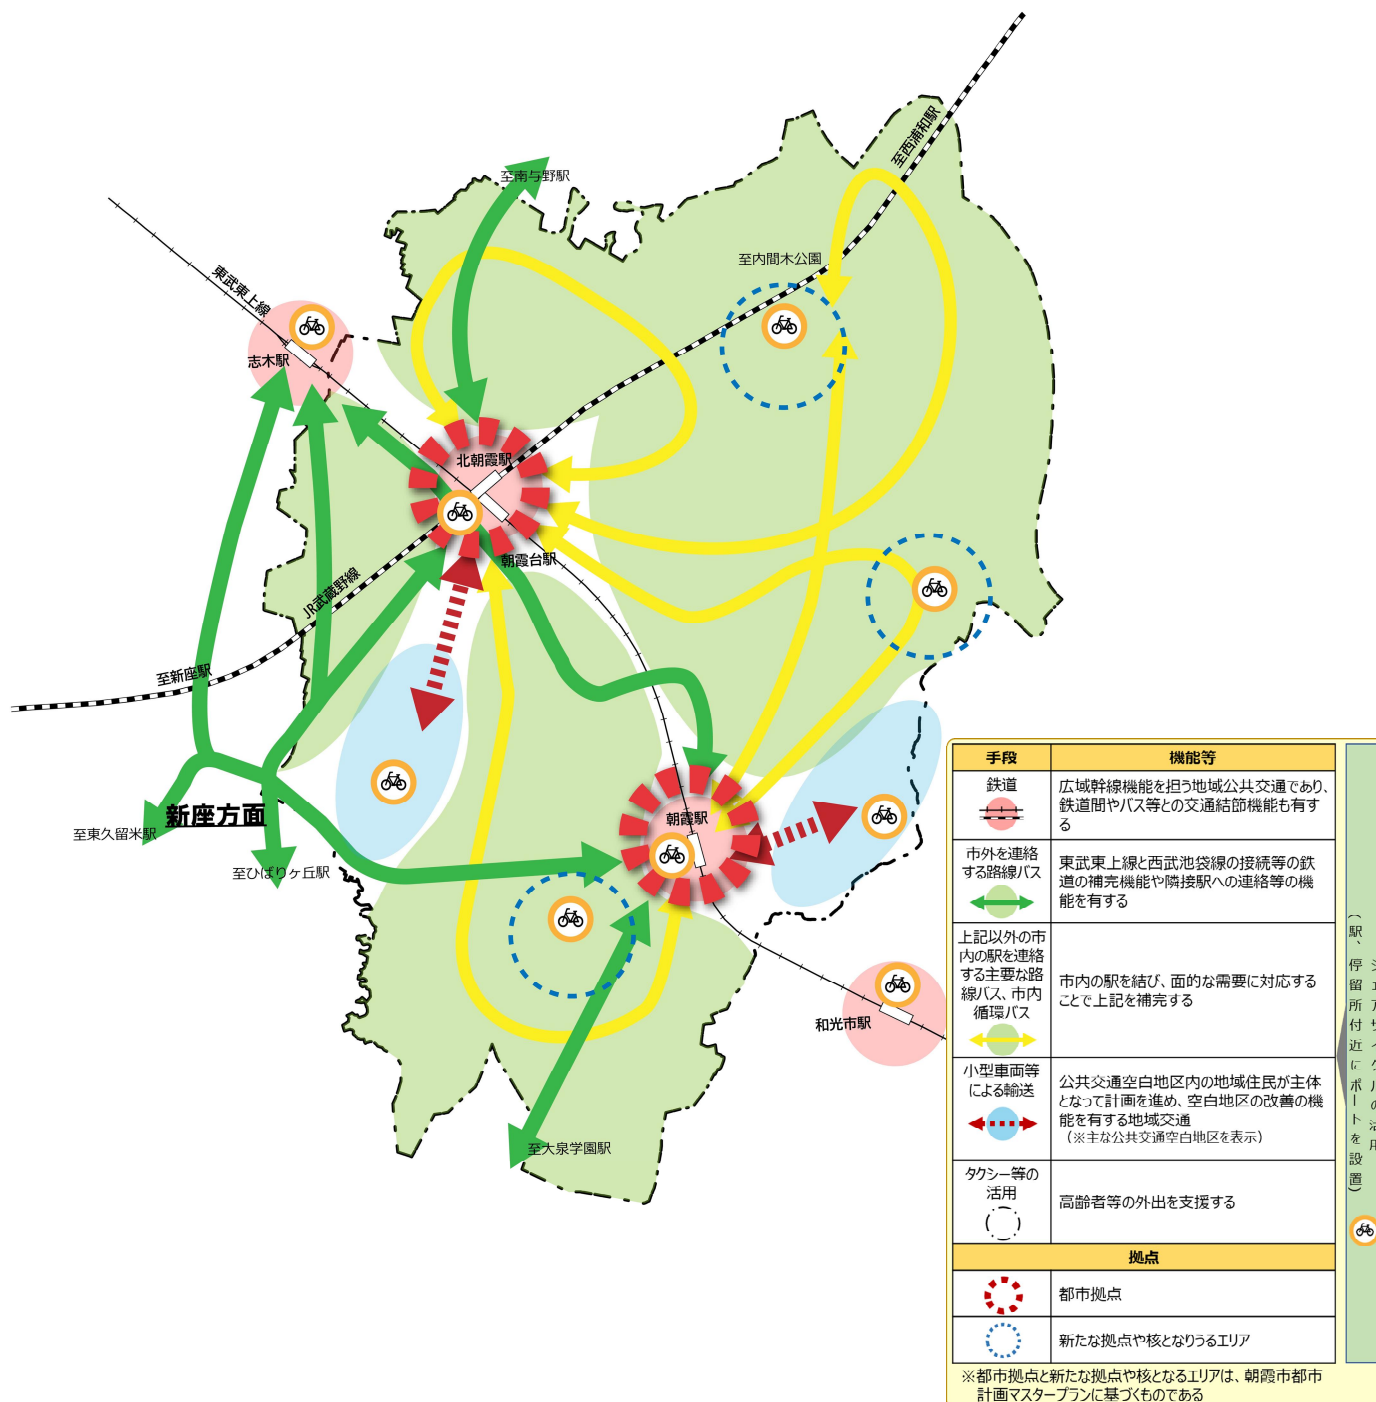 至西浦和駅
至南与野駅
至内間木公園
東武東上線
志木駅
北朝霞駅
朝霞台駅
JR武蔵野線
至新座駅
新座方面
至東久留米駅
至ひばりヶ丘駅
朝霞駅
和光市駅
至大泉学園駅
手段
機能等
鉄道
広域幹線機能を担う地域公共交通であり、
鉄道間やバス等との交通結節機能も有す
る
市外を連絡
する路線バス
東武東上線と西武池袋線の接続等の鉄
道の補完機能や隣接駅への連絡等の機
能を有する
上記以外の市
内の駅を連絡
する主要な路
線バス、市内
循環バス
市内の駅を結び、面的な需要に対応する
ことで上記を補完する
小型車両等
による輸送
公共交通空白地区内の地域住民が主体
となって計画を進め、空白地区の改善の機
能を有する地域交通
（※主な公共交通空白地区を表示）
タクシー等の
活用
高齢者等の外出を支援する
拠点
都市拠点
新たな拠点や核となりうるエリア
シェアサイクルの活用
（駅、停留所付近にポートを設置）
※都市拠点と新たな拠点や核となるエリアは、朝霞市都市
計画マスタープランに基づくものである